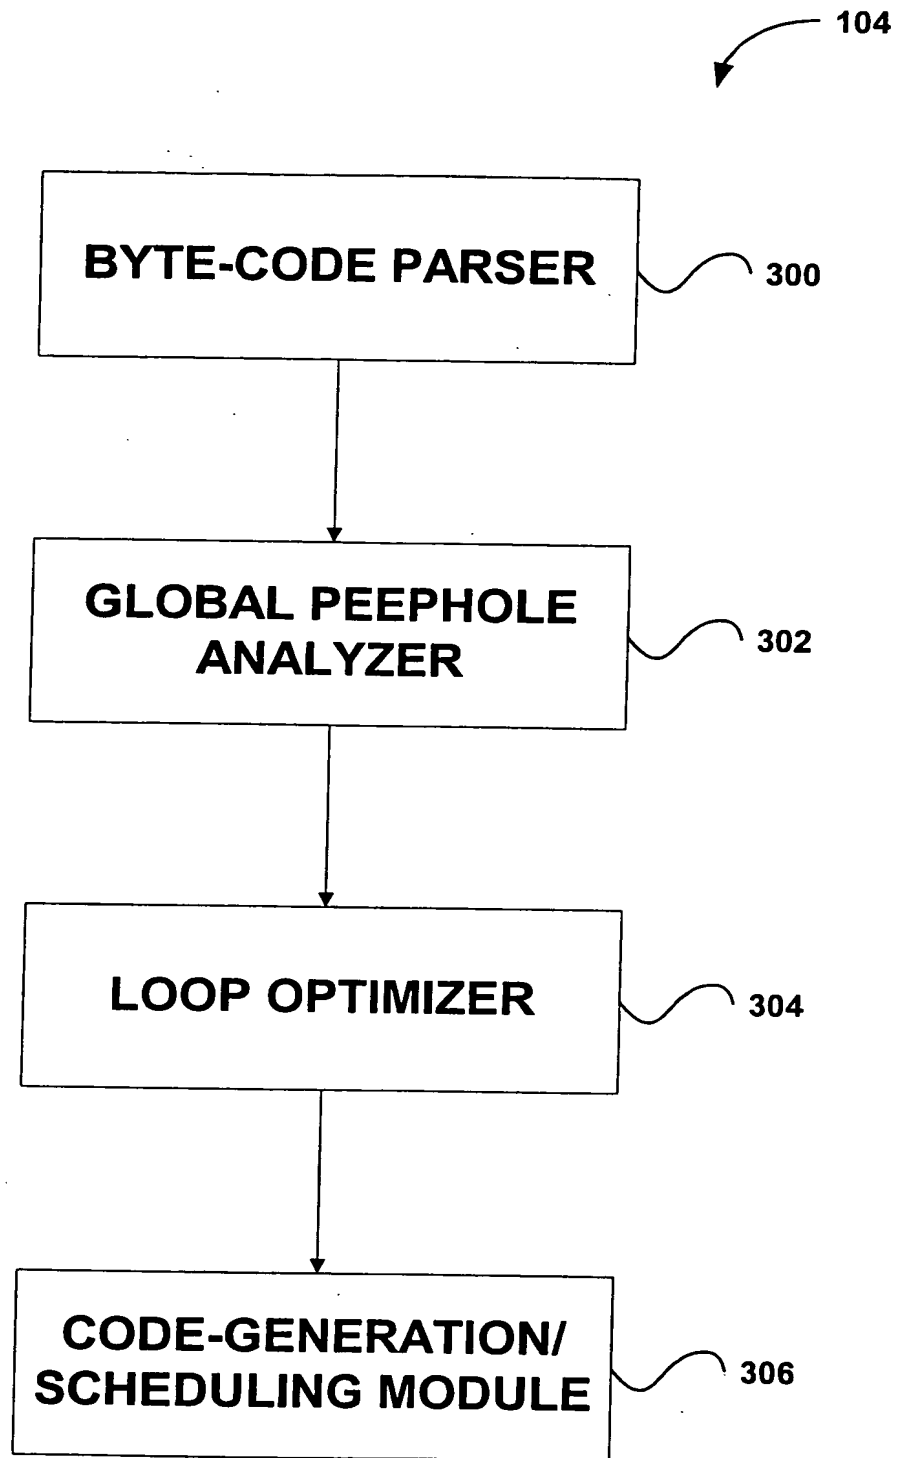 104
BYTE-CODE PARSER
300
GLOBAL PEEPHOLE
ANALYZER
302
LOOP OPTIMIZER
304
CODE-GENERATION/
SCHEDULING MODULE
306